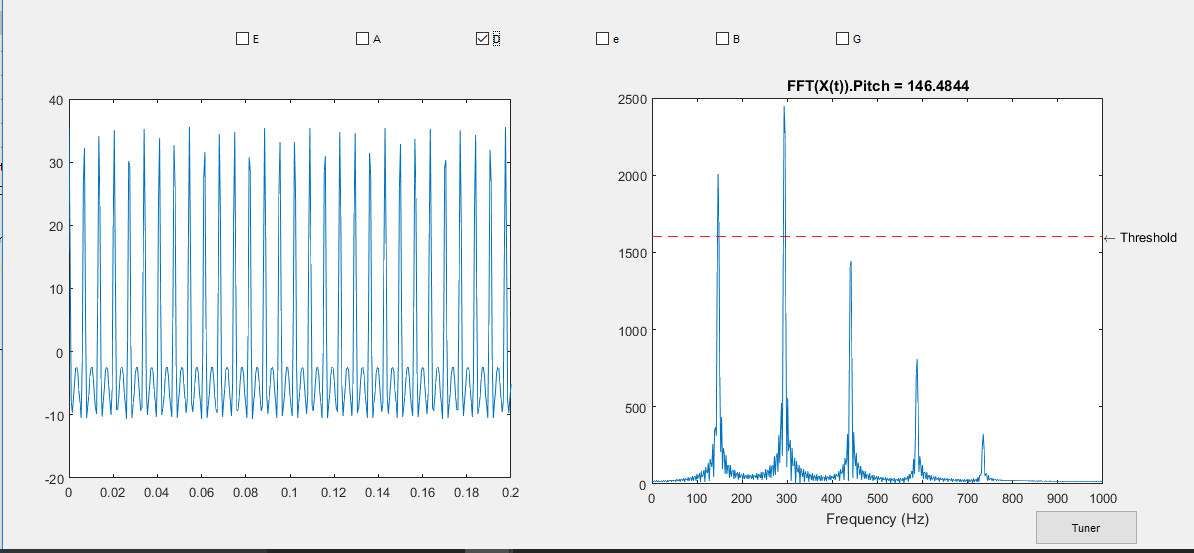 E A D e B G
FFT(X(t)).Pitch = 146.4844
40
30
20
10
0
-10
-20
0 0.02 0.04 0.06 0.08 0.1 0.12 0.14 0.16 0.18 0.2
2500
2000
1500
1000
500
0
← Threshold
0 100 200 300 400 500 600 700 800 900 1000
Frequency (Hz)
Tuner